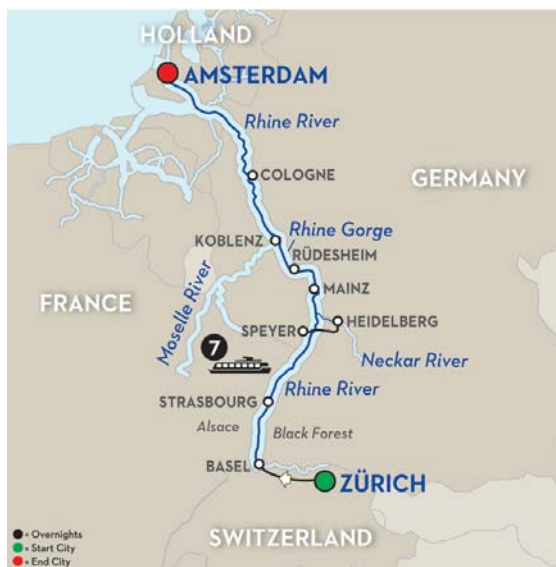 HOLLAND
AMSTERDAM
Rhine River
COLOGNE
GERMANY
Rhine Gorge
KOBLENZ
RÜDESHEIM
MAINZ
FRANCE
Moselle River
HEIDELBERG
SPEYER
7
Neckar River
Rhine River
STRASBOURG
Alsace
Black Forest
BASEL
ZÜRICH
SWITZERLAND
= Overnights
= Start City
= End City